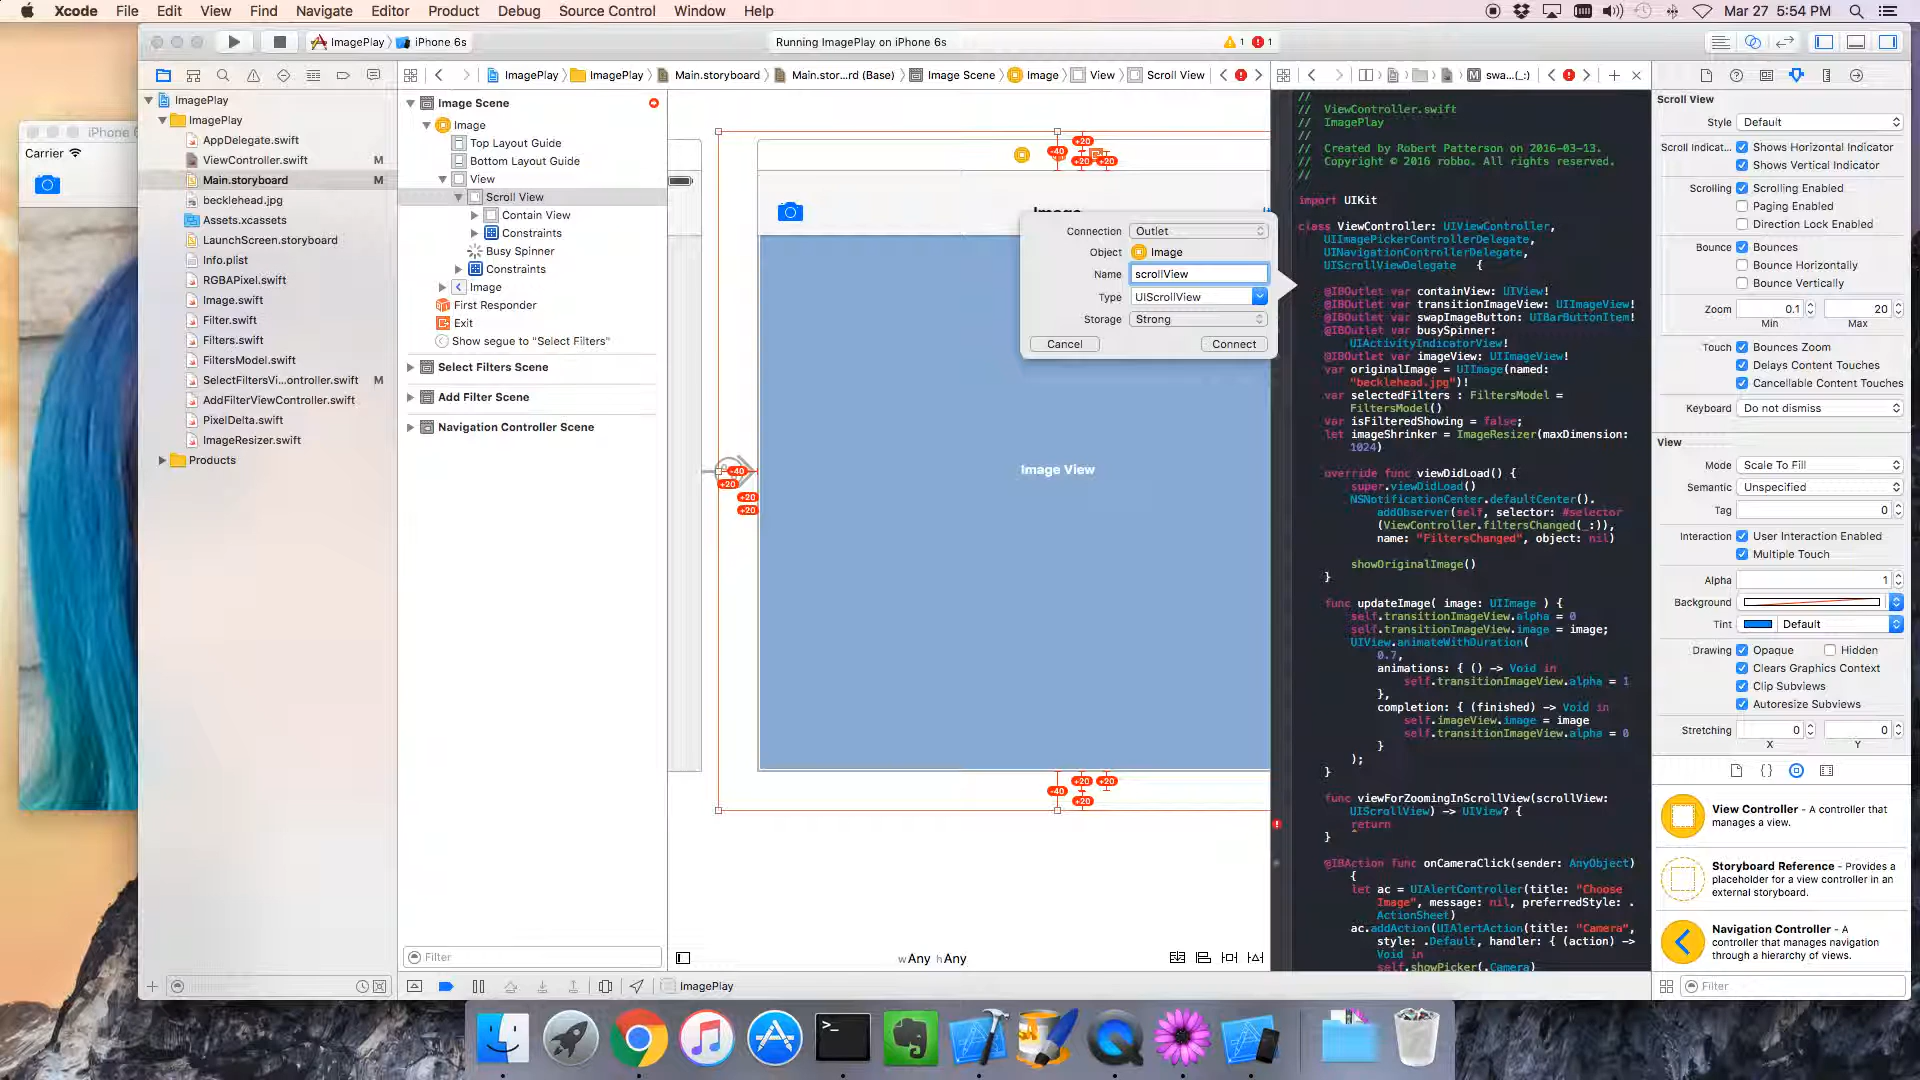 Xcode File Edit View Find Navigate Editor Product Debug Source Control Window Help
Mar 27 5:54 PM
ImagePlay iPhone 6s
Running ImagePlay on iPhone 6s
1 1
ImagePlay ImagePlay Main.storyboard Main.stor...rd (Base) Image Scene Image View Scroll View
swa...(_:)
iPhone 6
Carrier
ImagePlay
ImagePlay
AppDelegate.swift
ViewController.swift M
Main.storyboard M
becklehead.jpg
Assets.xcassets
LaunchScreen.storyboard
Info.plist
RGBAPixel.swift
Image.swift
Filter.swift
Filters.swift
FiltersModel.swift
SelectFiltersVi...ontroller.swift M
AddFilterViewController.swift
PixelDelta.swift
ImageResizer.swift
Products
Image Scene
Image
Top Layout Guide
Bottom Layout Guide
View
Scroll View
Contain View
Constraints
Busy Spinner
Constraints
Image
First Responder
Exit
Show segue to "Select Filters"
Select Filters Scene
Add Filter Scene
Navigation Controller Scene
Filter
+20
-40
+20 +20
Image
Connection Outlet
Object Image
Name scrollView
Type UIScrollView
Storage Strong
Cancel Connect
-40
+20
+20
+20
Image View
+20 +20
-40
+20
wAny hAny
ImagePlay
//
// ViewController.swift
// ImagePlay
//
// Created by Robert Patterson on 2016-03-13.
// Copyright © 2016 robbo. All rights reserved.
//
import UIKit
class ViewController: UIViewController,
UIImagePickerControllerDelegate,
UINavigationControllerDelegate,
UIScrollViewDelegate {
@IBOutlet var containView: UIView!
@IBOutlet var transitionImageView: UIImageView!
@IBOutlet var swapImageButton: UIBarButtonItem!
@IBOutlet var busySpinner:
UIActivityIndicatorView!
@IBOutlet var imageView: UIImageView!
var originalImage = UIImage(named:
"becklehead.jpg")!
var selectedFilters : FiltersModel =
FiltersModel()
var isFilteredShowing = false;
let imageShrinker = ImageResizer(maxDimension:
1024)
override func viewDidLoad() {
super.viewDidLoad()
NSNotificationCenter.defaultCenter().
addObserver(self, selector: #selector
(ViewController.filtersChanged(_:)),
name: "FiltersChanged", object: nil)
showOriginalImage()
}
func updateImage( image: UIImage ) {
self.transitionImageView.alpha = 0
self.transitionImageView.image = image;
UIView.animateWithDuration(
0.7,
animations: { () -> Void in
self.transitionImageView.alpha = 1
},
completion: { (finished) -> Void in
self.imageView.image = image
self.transitionImageView.alpha = 0
}
);
}
func viewForZoomingInScrollView(scrollView:
UIScrollView) -> UIView? {
return
}
@IBAction func onCameraClick(sender: AnyObject)
{
let ac = UIAlertController(title: "Choose
Image", message: nil, preferredStyle: .
ActionSheet)
ac.addAction(UIAlertAction(title: "Camera",
style: .Default, handler: { (action) ->
Void in
self.showPicker(.Camera)
Scroll View
Style Default
Scroll Indicat... Shows Horizontal Indicator
Shows Vertical Indicator
Scrolling Scrolling Enabled
Paging Enabled
Direction Lock Enabled
Bounce Bounces
Bounce Horizontally
Bounce Vertically
Zoom 0.1 20
Min Max
Touch Bounces Zoom
Delays Content Touches
Cancellable Content Touches
Keyboard Do not dismiss
View
Mode Scale To Fill
Semantic Unspecified
Tag 0
Interaction User Interaction Enabled
Multiple Touch
Alpha 1
Background
Tint Default
Drawing Opaque Hidden
Clears Graphics Context
Clip Subviews
Autoresize Subviews
Stretching 0 0
X Y
View Controller - A controller that
manages a view.
Storyboard Reference - Provides a
placeholder for a view controller in an
external storyboard.
Navigation Controller - A
controller that manages navigation
through a hierarchy of views.
Filter